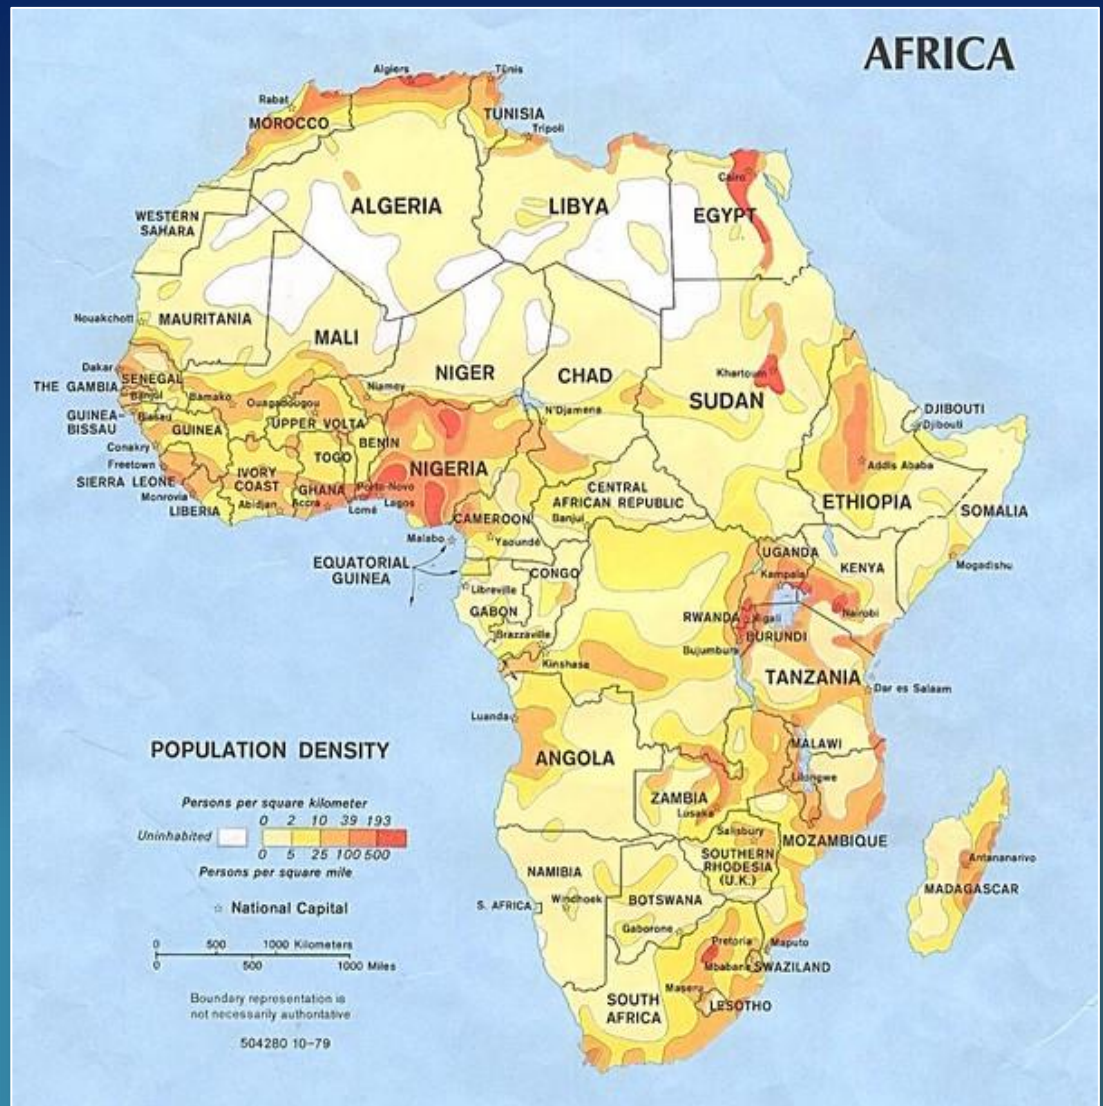 AFRICA
Algiers
Tūnis
Rabat
MOROCCO
TUNISIA
Tripoli
Cairo
ALGERIA
LIBYA
EGYPT
WESTERN
SAHARA
Nouakchott
MAURITANIA
MALI
NIGER
CHAD
Khartoum
SUDAN
Dakar
SENEGAL
THE GAMBIA
Banjul
Bamako
Ouagadougou
Niamey
N'Djamena
DJIBOUTI
Djibouti
GUINEA-
BISSAU
Bissau
GUINEA
UPPER VOLTA
BENIN
NIGERIA
Addis Ababa
Conakry
Freetown
SIERRA LEONE
Monrovia
LIBERIA
IVORY
COAST
Abidjan
TOGO
GHANA
Accra
Lomé
Porto-Novo
Lagos
CENTRAL
AFRICAN REPUBLIC
Banjui
ETHIOPIA
SOMALIA
CAMEROON
Malabo
Yaoundé
EQUATORIAL
GUINEA
CONGO
Libreville
GABON
Brazzaville
Kinshase
UGANDA
Kampala
KENYA
Mogadishu
Nairobi
RWANDA
Kigali
BURUNDI
Bujumbura
TANZANIA
Dar es Salaam
Luanda
ANGOLA
MALAWI
Lilongwe
ZAMBIA
Lusaka
Salisbury
MOZAMBIQUE
SOUTHERN
RHODESIA
(U.K.)
Antananarivo
MADAGASCAR
NAMIBIA
Windhoek
S. AFRICA
BOTSWANA
Gaborone
Pretoria
Maputo
Mbabane
SWAZILAND
Maseru
LESOTHO
SOUTH
AFRICA
POPULATION DENSITY
Persons per square kilometer
0 2 10 39 193
Uninhabited
0 5 25 100 500
Persons per square mile
National Capital
0 500 1000 Kilometers
0 500 1000 Miles
Boundary representation is
not necessarily authoritative
504280 10-79